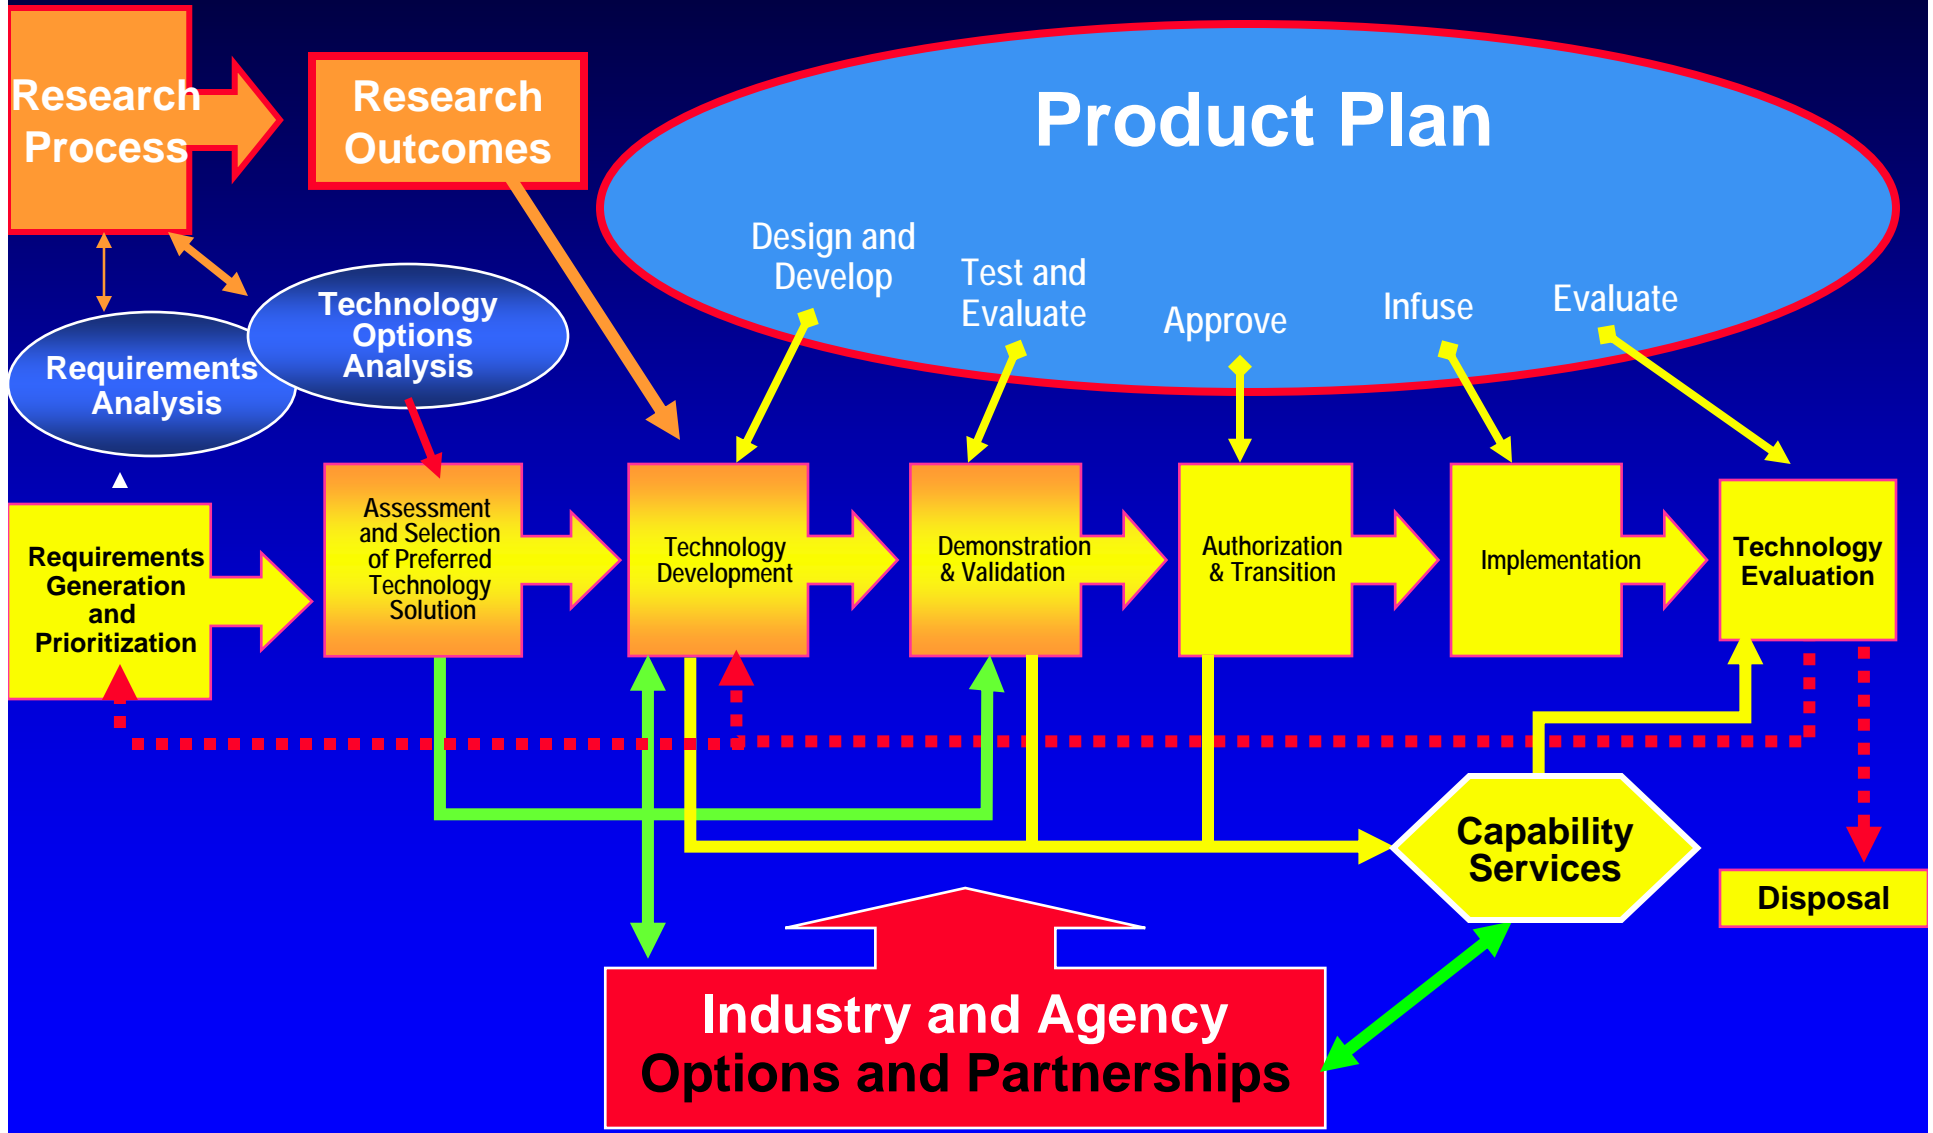 Research
Process
Research
Outcomes
Product Plan
Design and
Develop
Test and
Evaluate
Approve
Infuse
Evaluate
Technology
Options
Analysis
Requirements
Analysis
Requirements
Generation
and
Prioritization
Assessment
and Selection
of Preferred
Technology
Solution
Technology
Development
Demonstration
& Validation
Authorization
& Transition
Implementation
Technology
Evaluation
Capability
Services
Disposal
Industry and Agency
Options and Partnerships